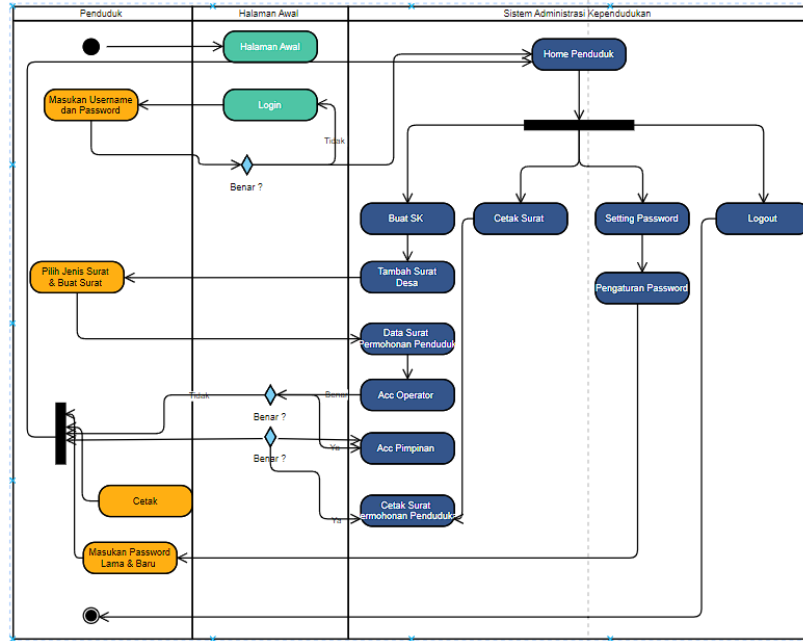 Penduduk
Halaman Awal
Sistem Administrasi Kependudukan
Halaman Awal
Home Penduduk
Masukan Username
dan Password
Login
Tidak
Benar ?
Buat SK
Cetak Surat
Setting Password
Logout
Pilih Jenis Surat
& Buat Surat
Tambah Surat
Desa
Pengaturan Password
Data Surat
Permohonan Penduduk
Tidak
Benar
Acc Operator
Benar ?
Ya
Acc Pimpinan
Benar ?
Cetak
Cetak Surat
Permohonan Penduduk
Ya
Masukan Password
Lama & Baru